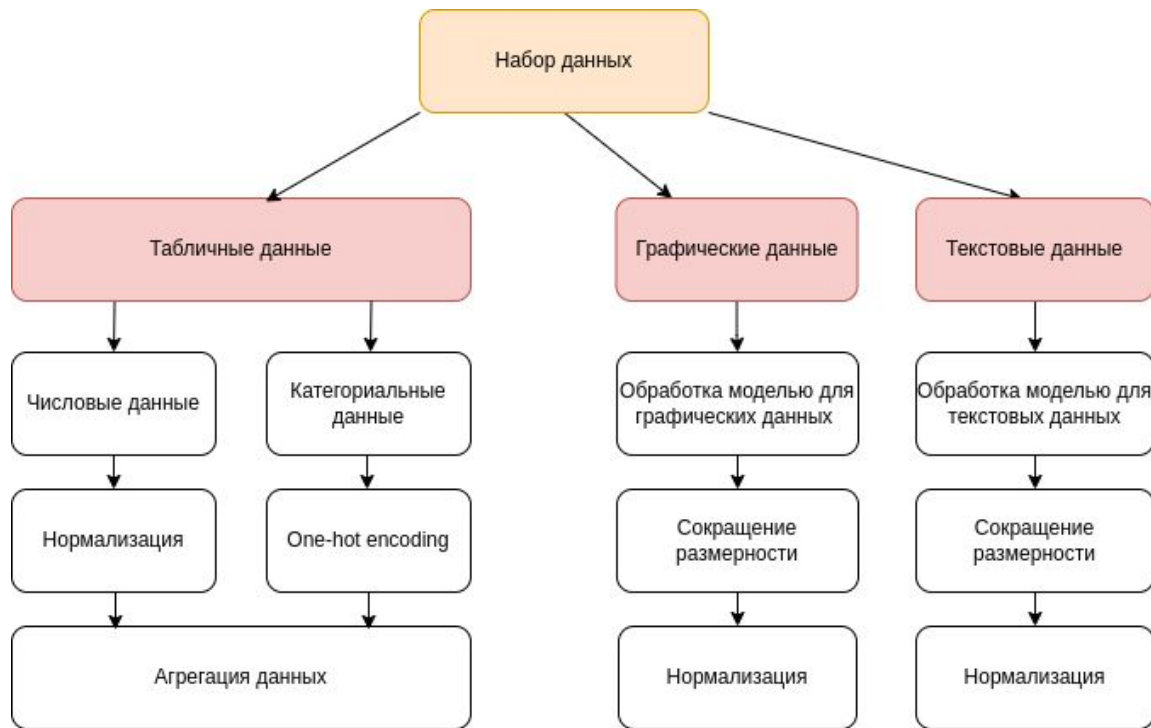 Набор данных
Табличные данные
Графические данные
Текстовые данные
Числовые данные
Категориальные
данные
Обработка моделью для
графических данных
Обработка моделью для
текстовых данных
Нормализация
One-hot encoding
Сокращение
размерности
Сокращение
размерности
Агрегация данных
Нормализация
Нормализация